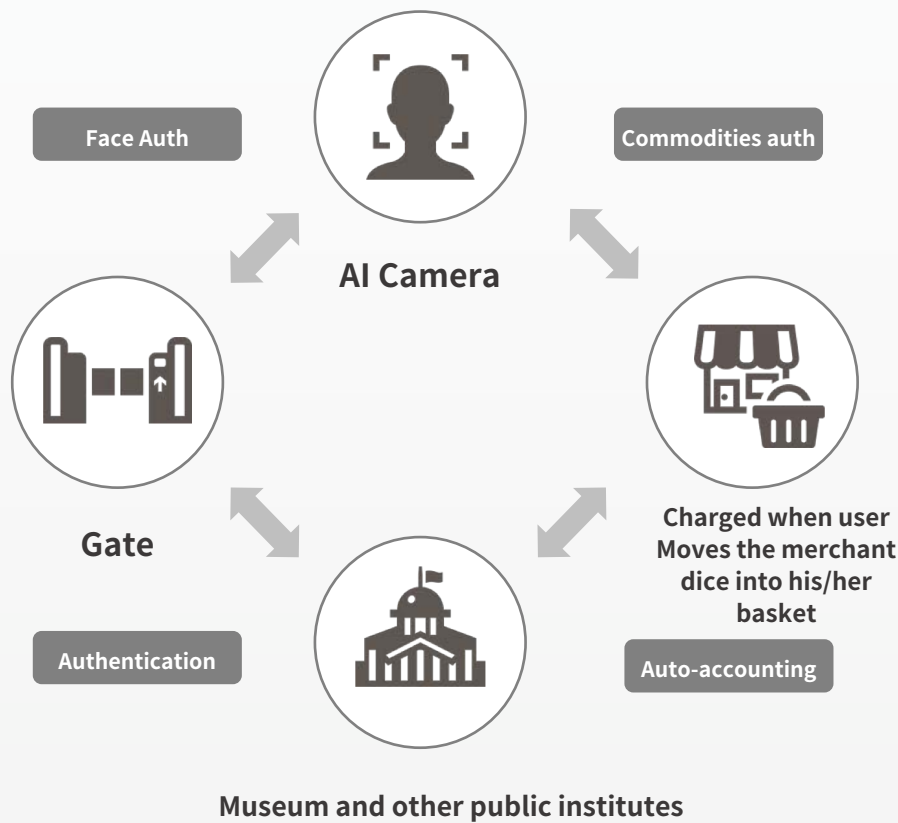 Face Auth
Commodities auth
AI Camera
Gate
Charged when user
Moves the merchant
dice into his/her
basket
Authentication
Auto-accounting
Museum and other public institutes